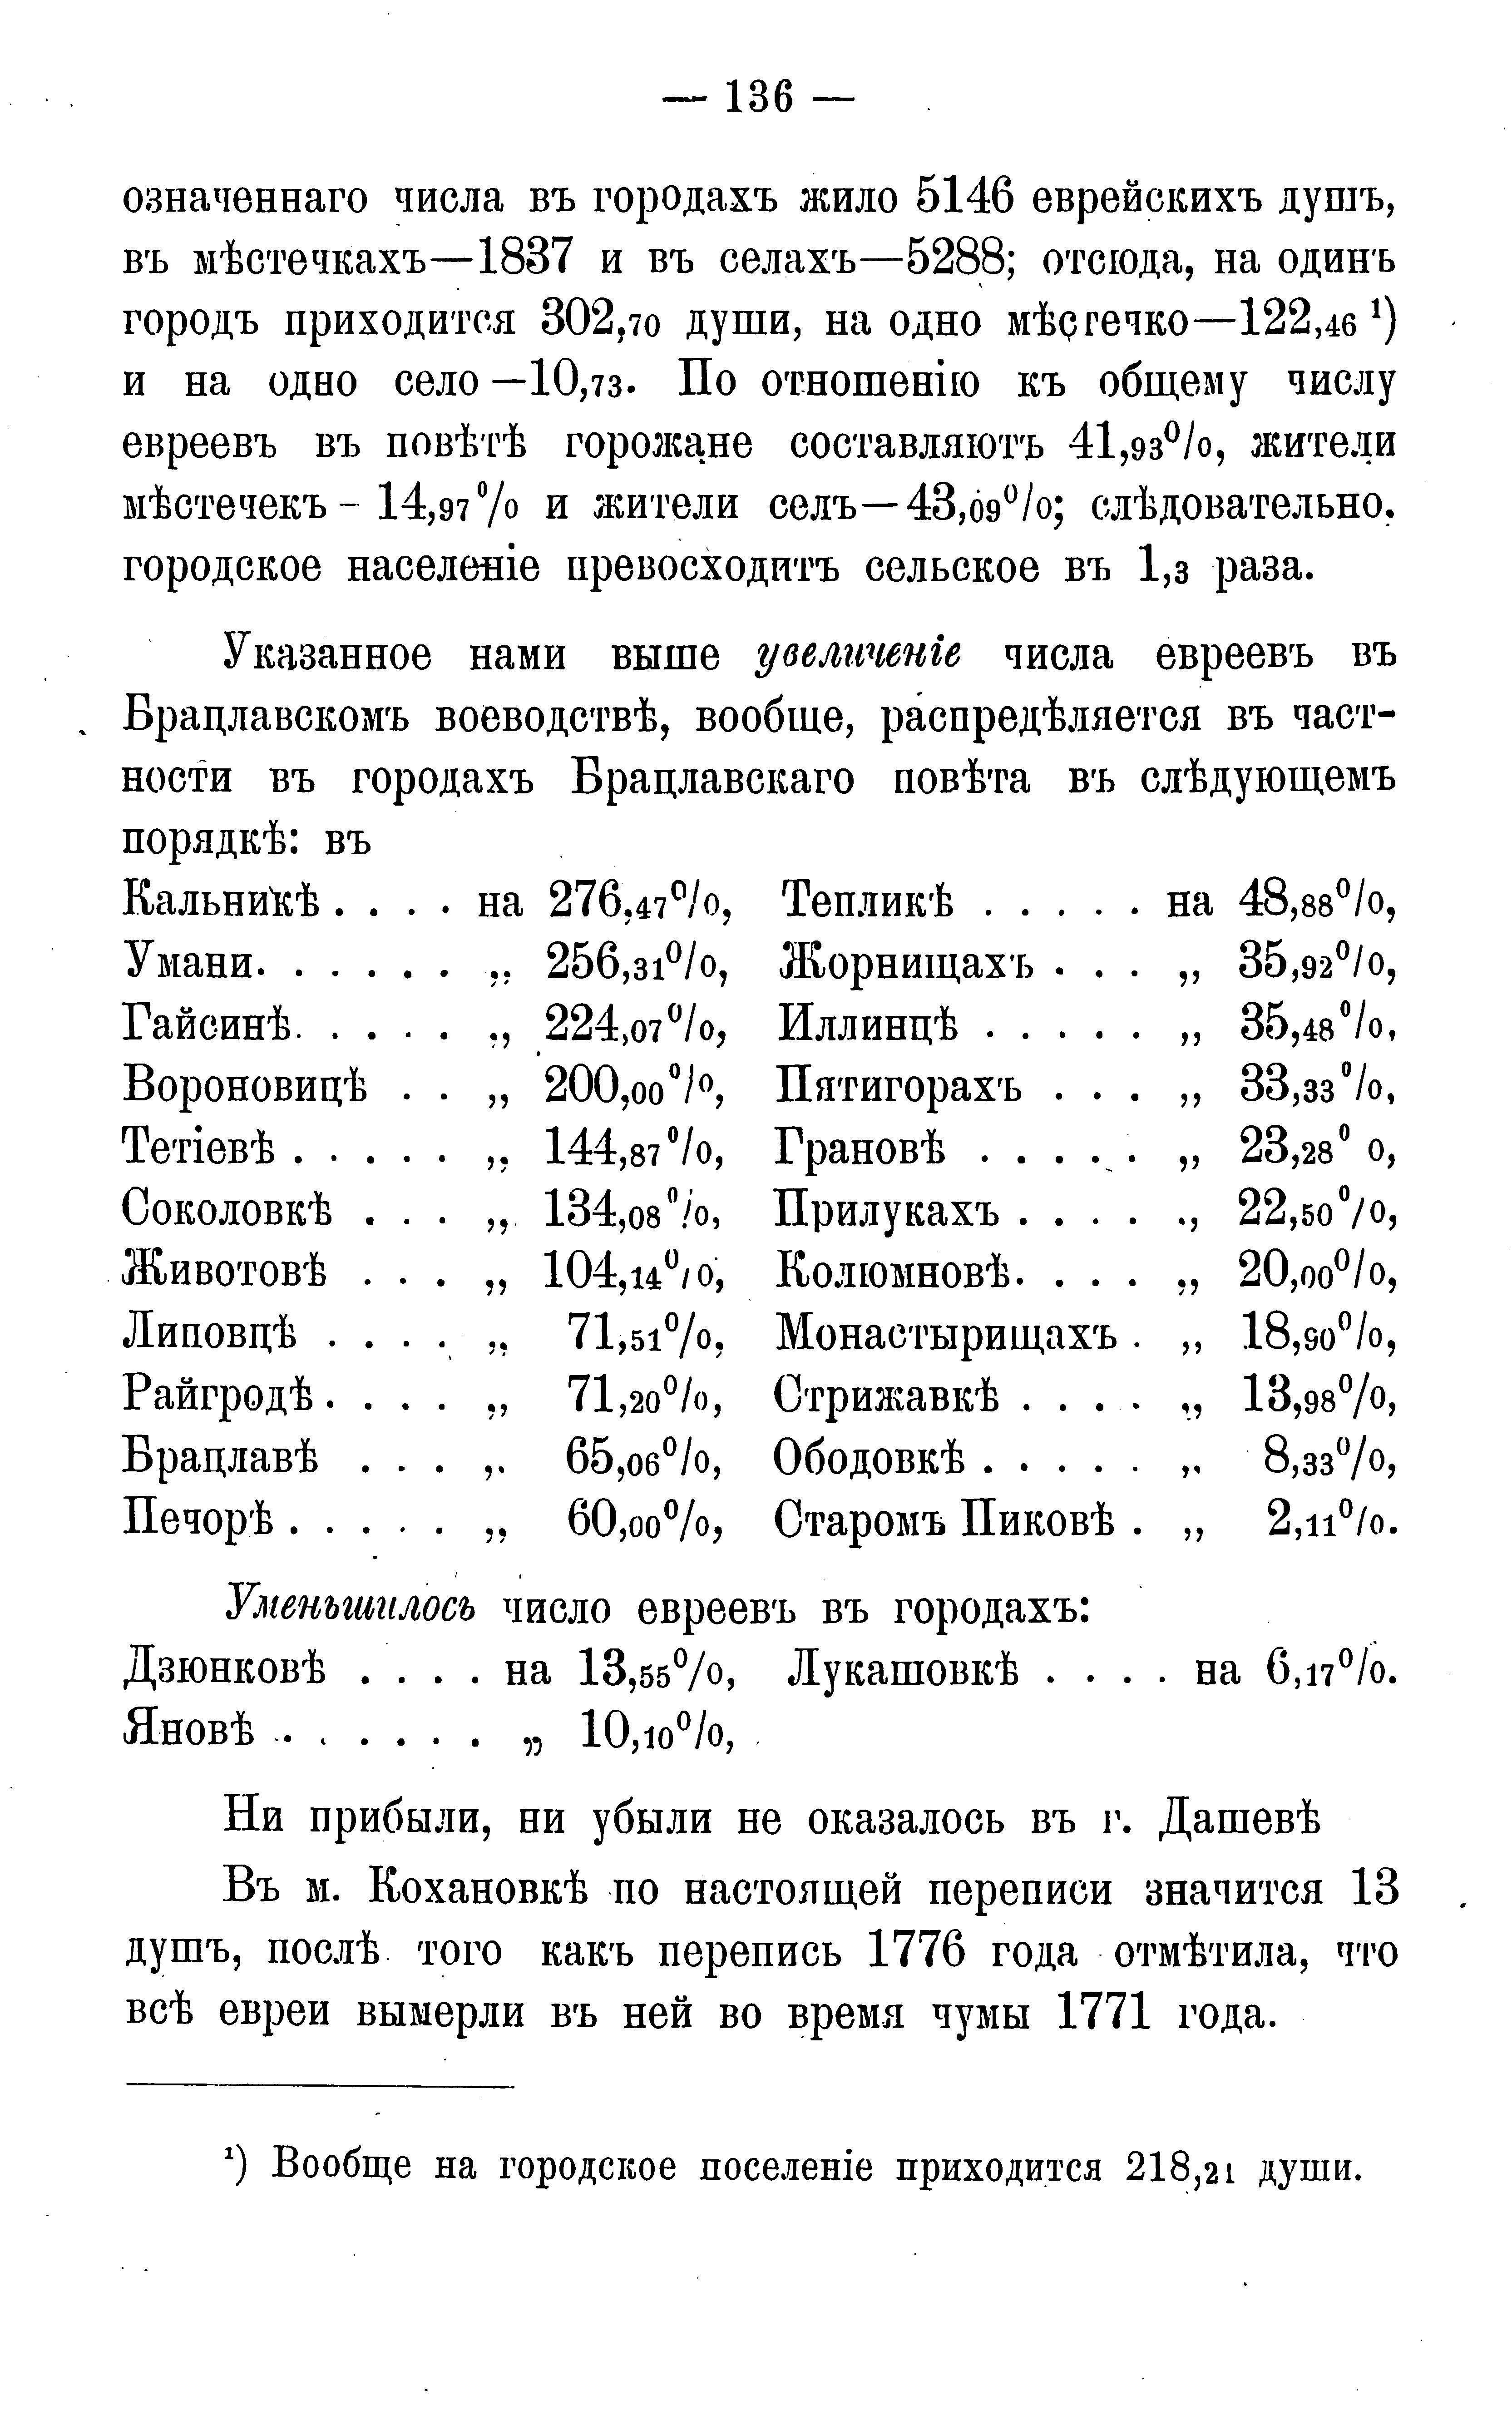 — 136 —
означеннаго числа въ городахъ жило 5146 еврейскихъ душъ,
въ мѣстечкахъ—1837 и въ селахъ—5288; отсюда, на одинъ
городъ приходится 302,70 души, на одно мѣстечко—122,46 ¹)
и на одно село—10,73. По отношенію къ общему числу
евреевъ въ повѣтѣ горожане составляютъ 41,93%, жители
мѣстечекъ - 14,97% и жители селъ—43,09%; слѣдовательно.
городское населеніе превосходитъ сельское въ 1,3 раза.
Указанное нами выше увеличеніе числа евреевъ въ
Брацлавскомъ воеводствѣ, вообще, распредѣляется въ част-
ности въ городахъ Брацлавскаго повѣта въ слѣдующемъ
порядкѣ: въ
Кальникѣ . . . . на 276,47%, Тепликѣ . . . . . на 48,88%,
Умани. . . . . . „ 256,31%, Жорнищахъ . . . „ 35,92%,
Гайсинѣ. . . . . „ 224,07%, Иллинцѣ . . . . . „ 35,48%,
Вороновицѣ . . „ 200,00%, Пятигорахъ . . . „ 33,33%,
Тетіевѣ . . . . . „ 144,87%, Грановѣ . . . . . „ 23,28⁰ о,
Соколовкѣ . . . „ 134,08%, Прилукахъ . . . . „ 22,50%,
Животовѣ . . . „ 104,14%, Колюмновѣ. . . . „ 20,00%,
Липовцѣ . . . . „ 71,51%, Монастырищахъ . „ 18,90%,
Райгродѣ. . . . „ 71,20%, Стрижавкѣ . . . . „ 13,98%,
Брацлавѣ . . . „ 65,06%, Ободовкѣ . . . . . „ 8,33%,
Печорѣ . . . . . „ 60,00%, Старомъ Пиковѣ . „ 2,11%.
Уменьшилось число евреевъ въ городахъ:
Дзюнковѣ . . . . на 13,55%, Лукашовкѣ . . . . на 6,17%.
Яновѣ . . . . . . „ 10,10%,
Ни прибыли, ни убыли не оказалось въ г. Дашевѣ
Въ м. Кохановкѣ по настоящей переписи значится 13
душъ, послѣ того какъ перепись 1776 года отмѣтила, что
всѣ евреи вымерли въ ней во время чумы 1771 года.
¹) Вообще на городское поселеніе приходится 218,21 души.